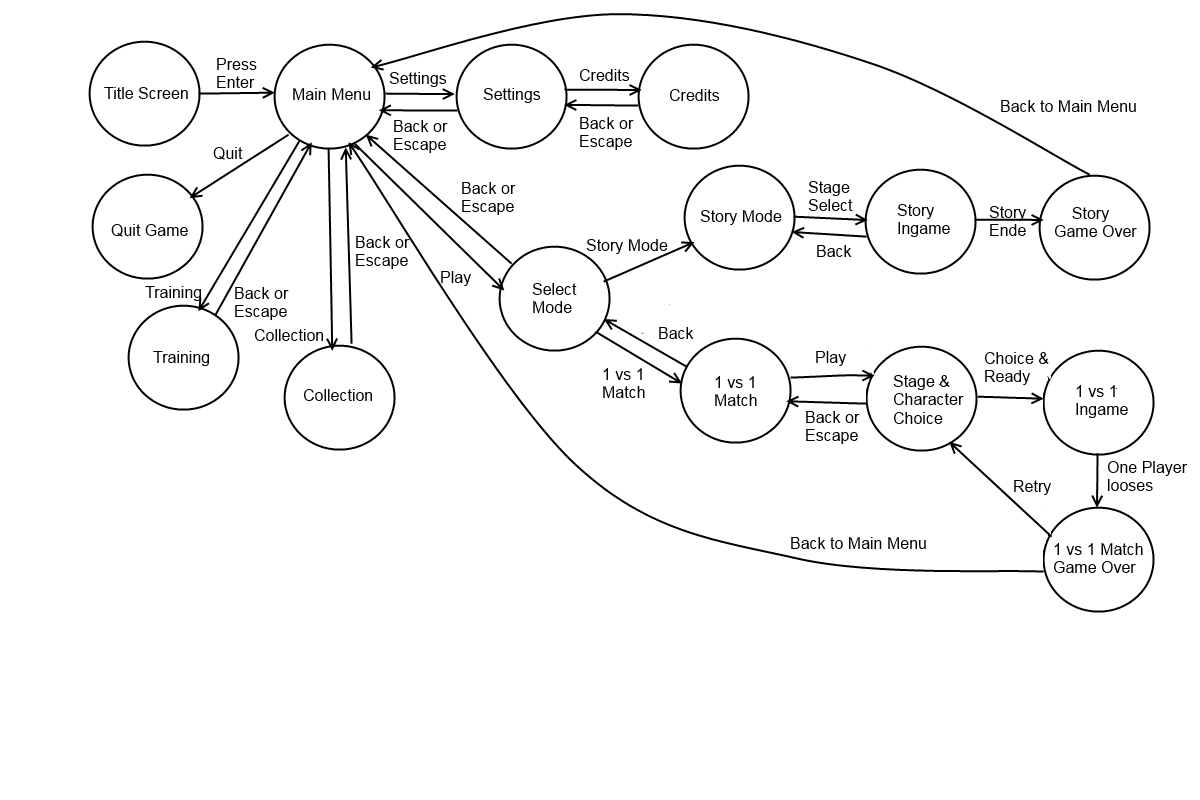 Title Screen
Press
Enter
Main Menu
Settings
Settings
Credits
Credits
Back or
Escape
Back or
Escape
Back to Main Menu
Quit
Quit Game
Back or
Escape
Story Mode
Stage
Select
Story
Ingame
Back
Story
Ende
Story
Game Over
Story Mode
Back or
Escape
Play
Select
Mode
Training
Back or
Escape
Training
Collection
Collection
Back
1 vs 1
Match
1 vs 1
Match
Play
Back or
Escape
Stage &
Character
Choice
Choice &
Ready
1 vs 1
Ingame
One Player
looses
Retry
1 vs 1 Match
Game Over
Back to Main Menu